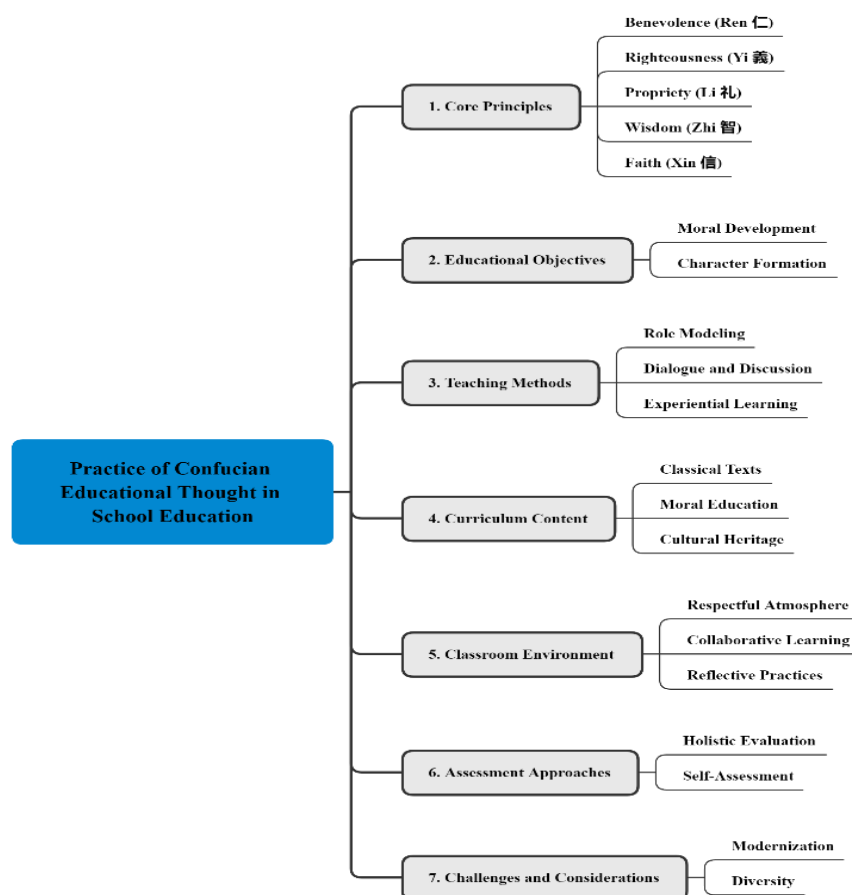 Practice of Confucian
Educational Thought in
School Education
1. Core Principles
Benevolence (Ren 仁)
Righteousness (Yi 義)
Propriety (Li 礼)
Wisdom (Zhi 智)
Faith (Xin 信)
2. Educational Objectives
Moral Development
Character Formation
3. Teaching Methods
Role Modeling
Dialogue and Discussion
Experiential Learning
4. Curriculum Content
Classical Texts
Moral Education
Cultural Heritage
5. Classroom Environment
Respectful Atmosphere
Collaborative Learning
Reflective Practices
6. Assessment Approaches
Holistic Evaluation
Self-Assessment
7. Challenges and Considerations
Modernization
Diversity